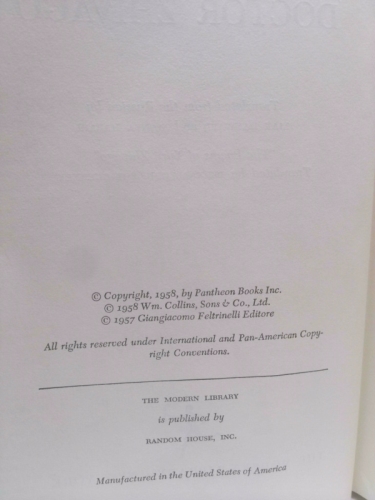 © Copyright, 1958, by Pantheon Books Inc.
© 1958 Wm. Collins, Sons & Co., Ltd.
© 1957 Giangiacomo Feltrinelli Editore
All rights reserved under International and Pan-American Copy-
right Conventions.
THE MODERN LIBRARY
is published by
RANDOM HOUSE, INC.
Manufactured in the United States of America